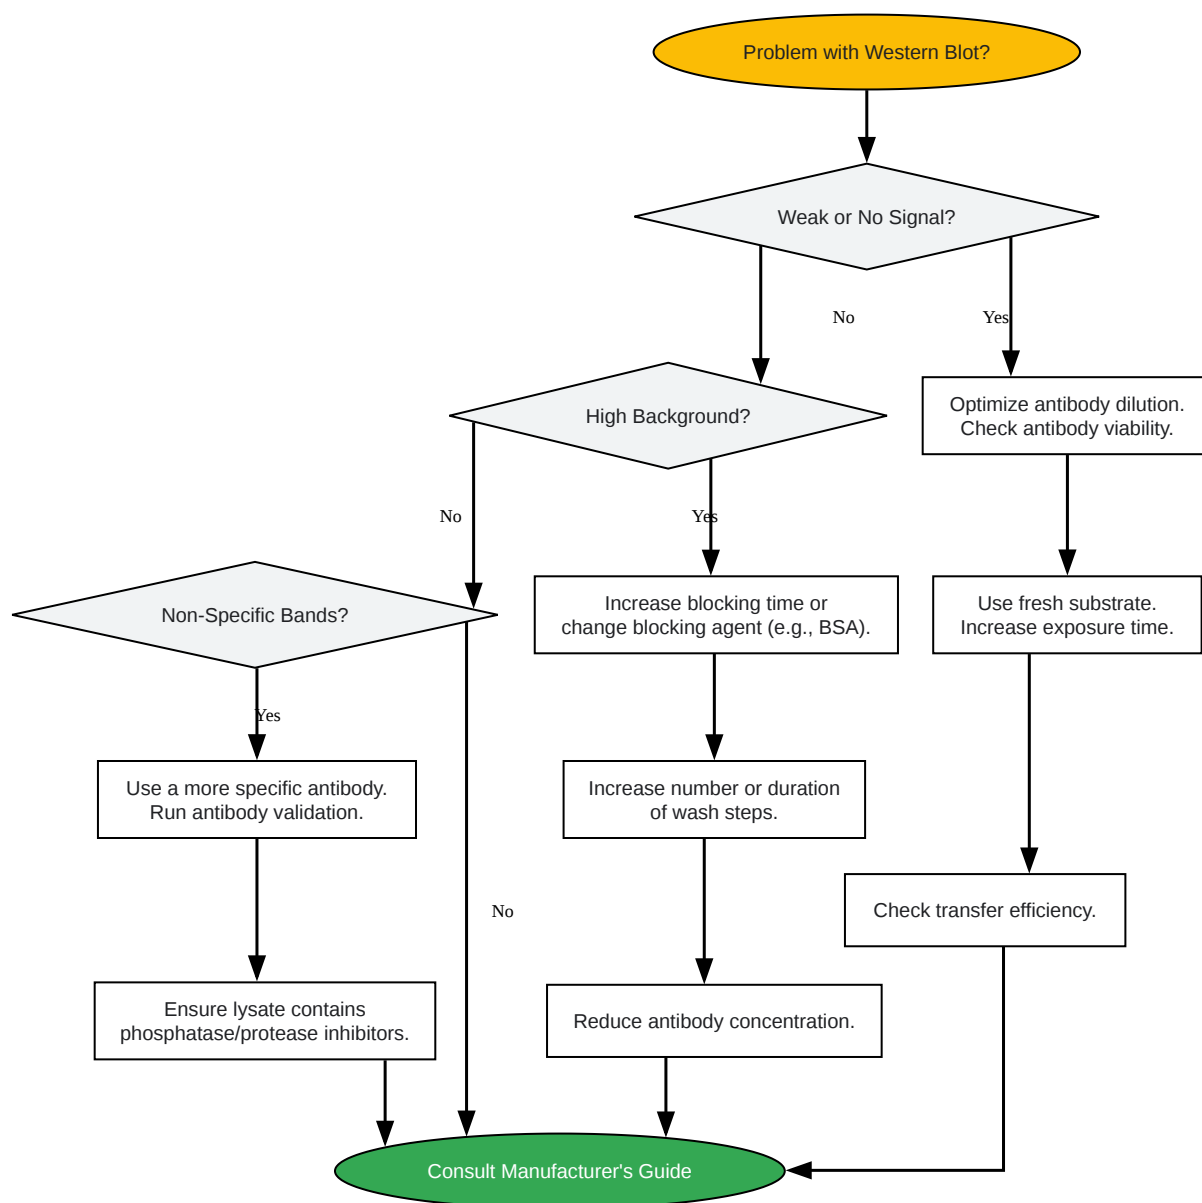 Problem with Western Blot?
Weak or No Signal?
No
Yes
High Background?
Optimize antibody dilution.
Check antibody viability.
No
Yes
Non-Specific Bands?
Increase blocking time or
change blocking agent (e.g., BSA).
Use fresh substrate.
Increase exposure time.
Yes
Use a more specific antibody.
Run antibody validation.
Increase number or duration
of wash steps.
No
Check transfer efficiency.
Ensure lysate contains
phosphatase/protease inhibitors.
Reduce antibody concentration.
Consult Manufacturer's Guide